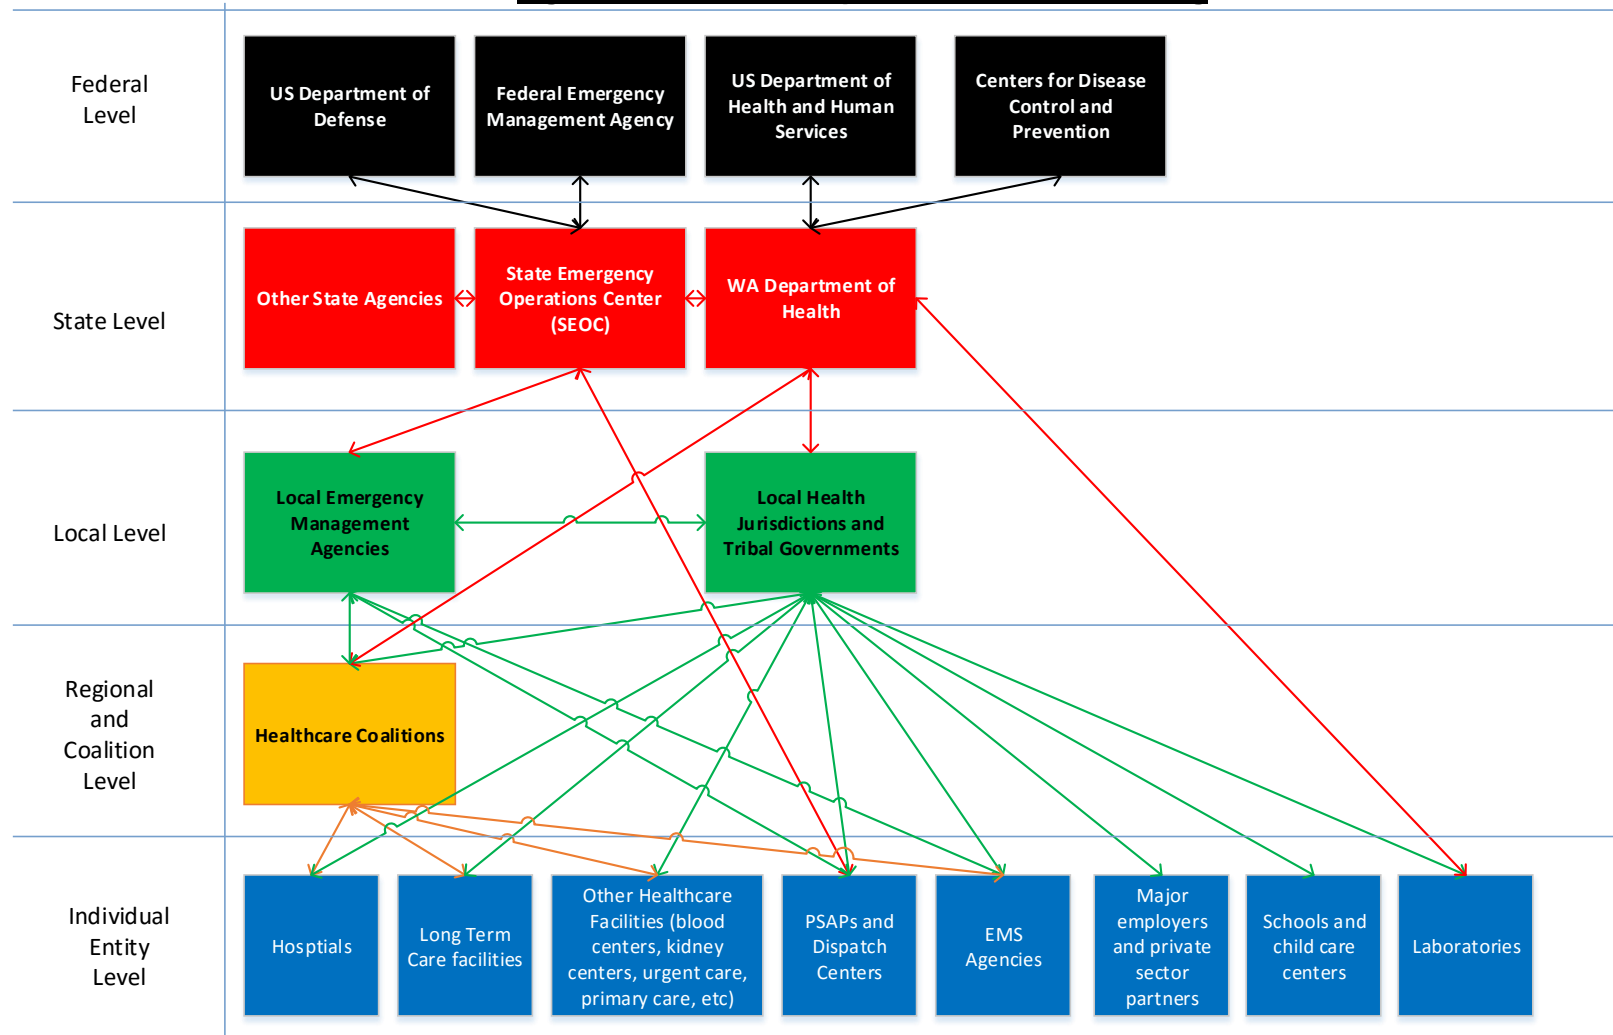 Federal
Level
US Department of
Defense
Federal Emergency
Management Agency
US Department of
Health and Human
Services
Centers for Disease
Control and
Prevention
State Level
Other State Agencies
State Emergency
Operations Center
(SEOC)
WA Department of
Health
Local Level
Local Emergency
Management
Agencies
Local Health
Jurisdictions and
Tribal Governments
Regional
and
Coalition
Level
Healthcare Coalitions
Individual
Entity
Level
Hosptials
Long Term
Care facilities
Other Healthcare
Facilities (blood
centers, kidney
centers, urgent care,
primary care, etc)
PSAPs and
Dispatch
Centers
EMS
Agencies
Major
employers
and private
sector
partners
Schools and
child care
centers
Laboratories